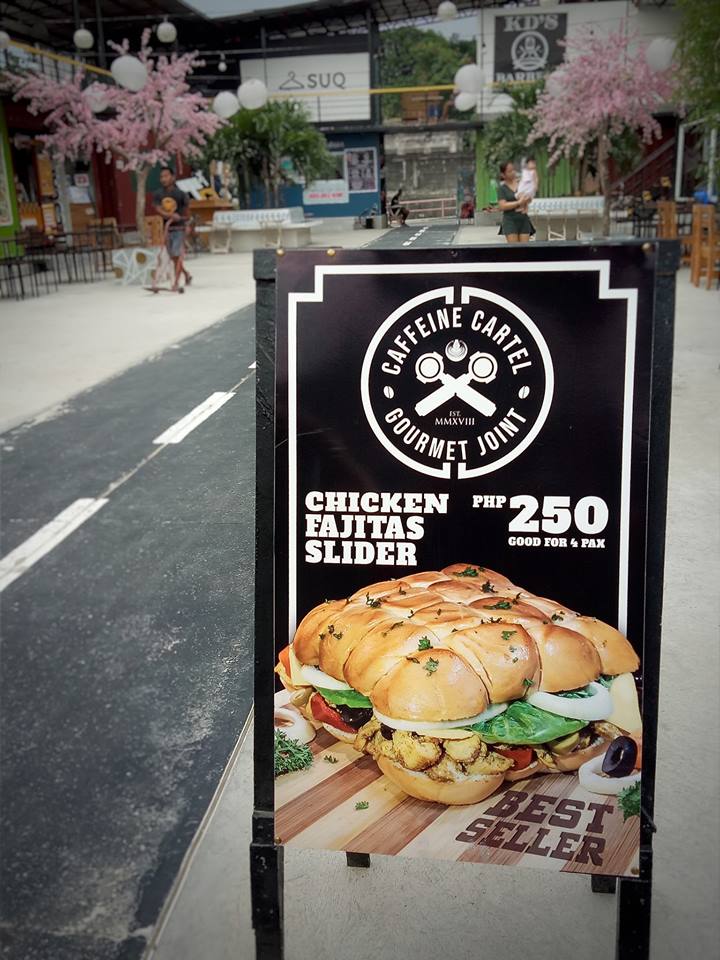 SUQ
KD'S
CAFFEINE CARTEL
EST.
MMXVIII
GOURMET JOINT
CHICKEN
FAJITAS
SLIDER
PHP 250
GOOD FOR 4 PAX
BEST
SELLER